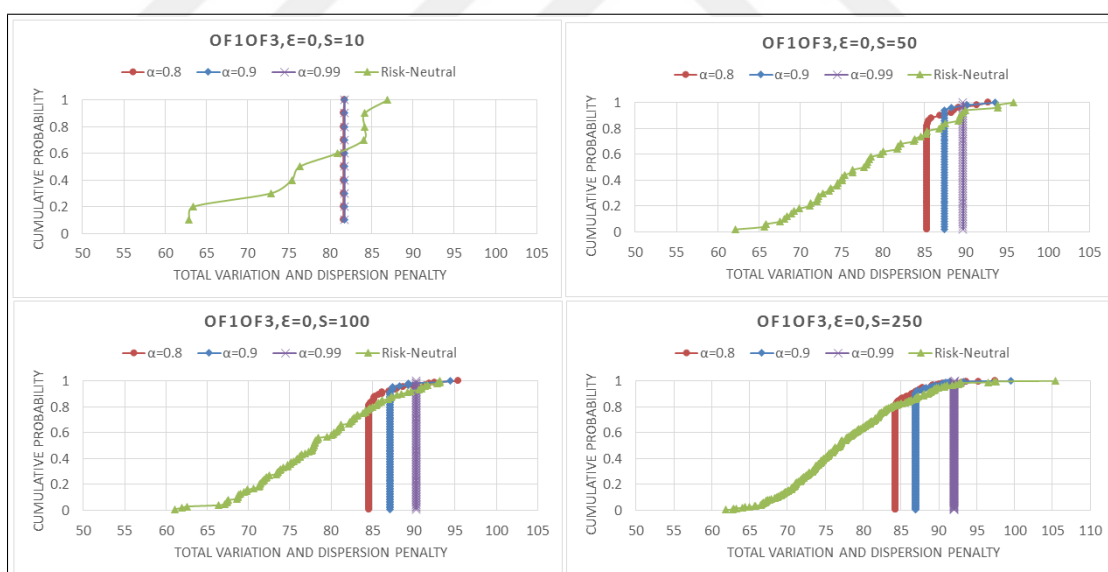 OF1OF3,Ɛ=0,S=10
α=0.8 α=0.9 α=0.99 Risk-Neutral
CUMULATIVE PROBABILITY
1
0.8
0.6
0.4
0.2
0
50 55 60 65 70 75 80 85 90 95 100 105
TOTAL VARIATION AND DISPERSION PENALTY
OF1OF3,Ɛ=0,S=50
α=0.8 α=0.9 α=0.99 Risk-Neutral
CUMULATIVE PROBABILITY
1
0.8
0.6
0.4
0.2
0
50 55 60 65 70 75 80 85 90 95 100 105
TOTAL VARIATION AND DISPERSION PENALTY
OF1OF3,Ɛ=0,S=100
α=0.8 α=0.9 α=0.99 Risk-Neutral
CUMULATIVE PROBABILITY
1
0.8
0.6
0.4
0.2
0
50 55 60 65 70 75 80 85 90 95 100 105
TOTAL VARIATION AND DISPERSION PENALTY
OF1OF3,Ɛ=0,S=250
α=0.8 α=0.9 α=0.99 Risk-Neutral
CUMULATIVE PROBABILITY
1
0.8
0.6
0.4
0.2
0
50 60 70 80 90 100 110
TOTAL VARIATION AND DISPERSION PENALTY